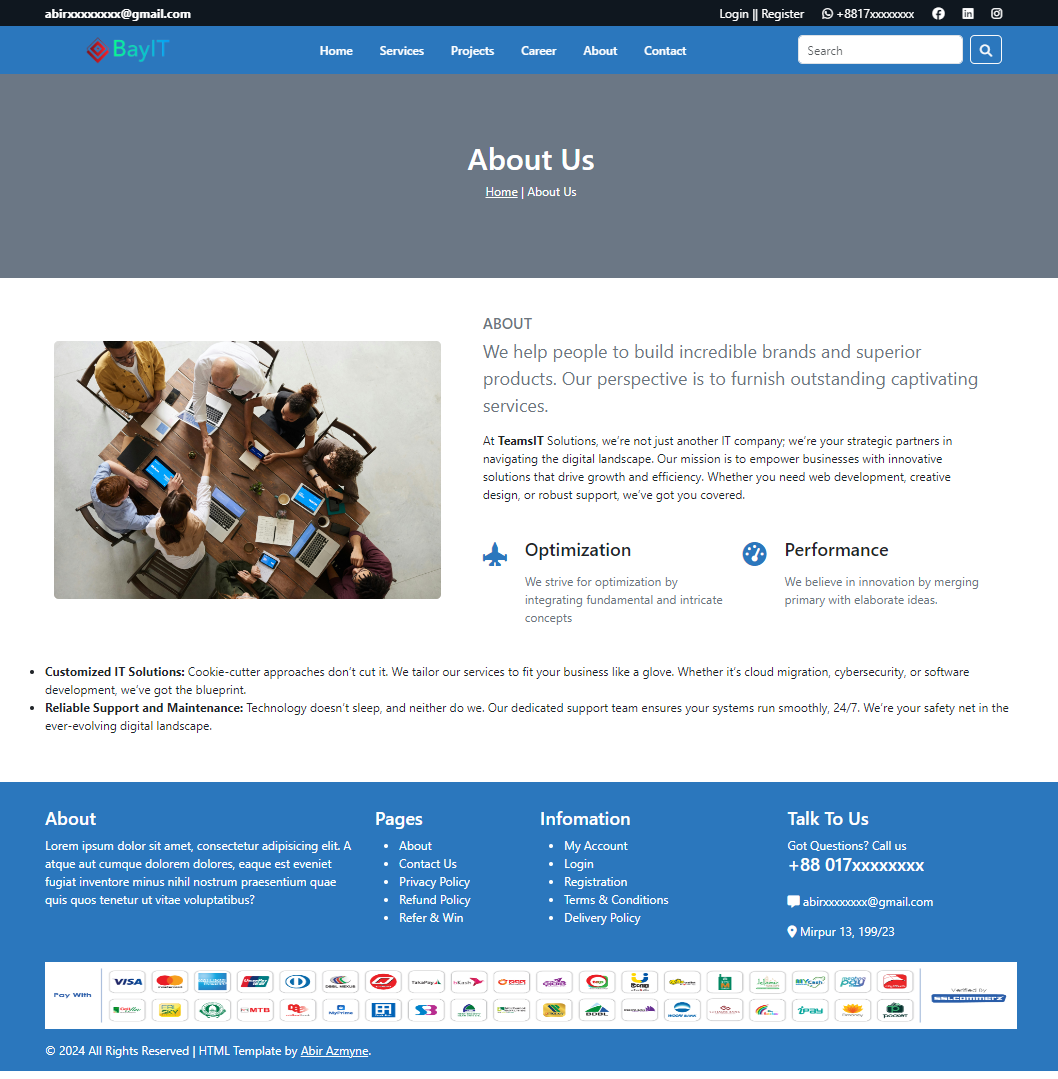 abirxxxxxxxxx@gmail.com
Login || Register
+8817xxxxxxxx
BayIT
Home
Services
Projects
Career
About
Contact
Search
About Us
Home | About Us
ABOUT
We help people to build incredible brands and superior
products. Our perspective is to furnish outstanding captivating
services.
At TeamsIT Solutions, we’re not just another IT company; we’re your strategic partners in
navigating the digital landscape. Our mission is to empower businesses with innovative
solutions that drive growth and efficiency. Whether you need web development, creative
design, or robust support, we’ve got you covered.
Optimization
We strive for optimization by
integrating fundamental and intricate
concepts
Performance
We believe in innovation by merging
primary with elaborate ideas.
Customized IT Solutions: Cookie-cutter approaches don’t cut it. We tailor our services to fit your business like a glove. Whether it’s cloud migration, cybersecurity, or software
development, we’ve got the blueprint.
Reliable Support and Maintenance: Technology doesn’t sleep, and neither do we. Our dedicated support team ensures your systems run smoothly, 24/7. We’re your safety net in the
ever-evolving digital landscape.
About
Lorem ipsum dolor sit amet, consectetur adipisicing elit. A
atque aut cumque dolorem dolores, eaque est eveniet
fugiat inventore minus nihil nostrum praesentium quae
quis quos tenetur ut vitae voluptatibus?
Pages
About
Contact Us
Privacy Policy
Refund Policy
Refer & Win
Infomation
My Account
Login
Registration
Terms & Conditions
Delivery Policy
Talk To Us
Got Questions? Call us
+88 017xxxxxxxx
abirxxxxxxxx@gmail.com
Mirpur 13, 199/23
Pay With
VISA
MTB
MyPrime
SB
BDBL
iPay
POCKET
Verified by
SSLCOMMERZ
© 2024 All Rights Reserved | HTML Template by Abir Azmyne.